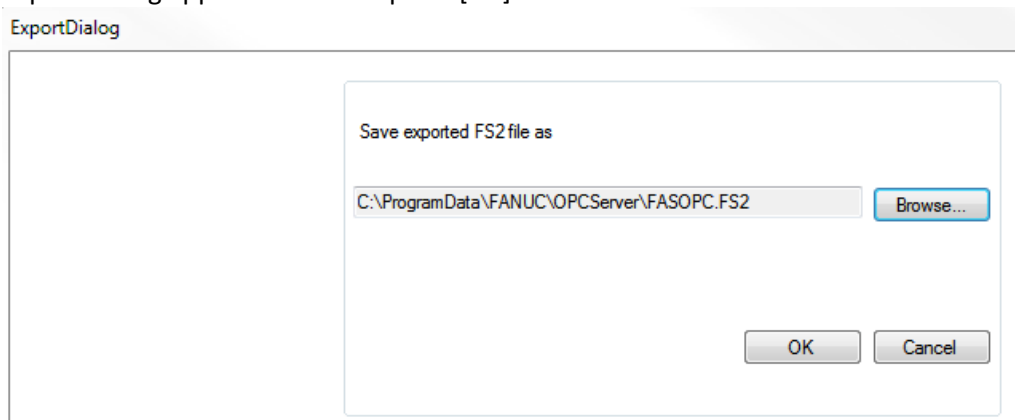 ExportDialog
Save exported FS2 file as
C:\ProgramData\FANUC\OPCServer\FASOPC.FS2
Browse...
OK
Cancel